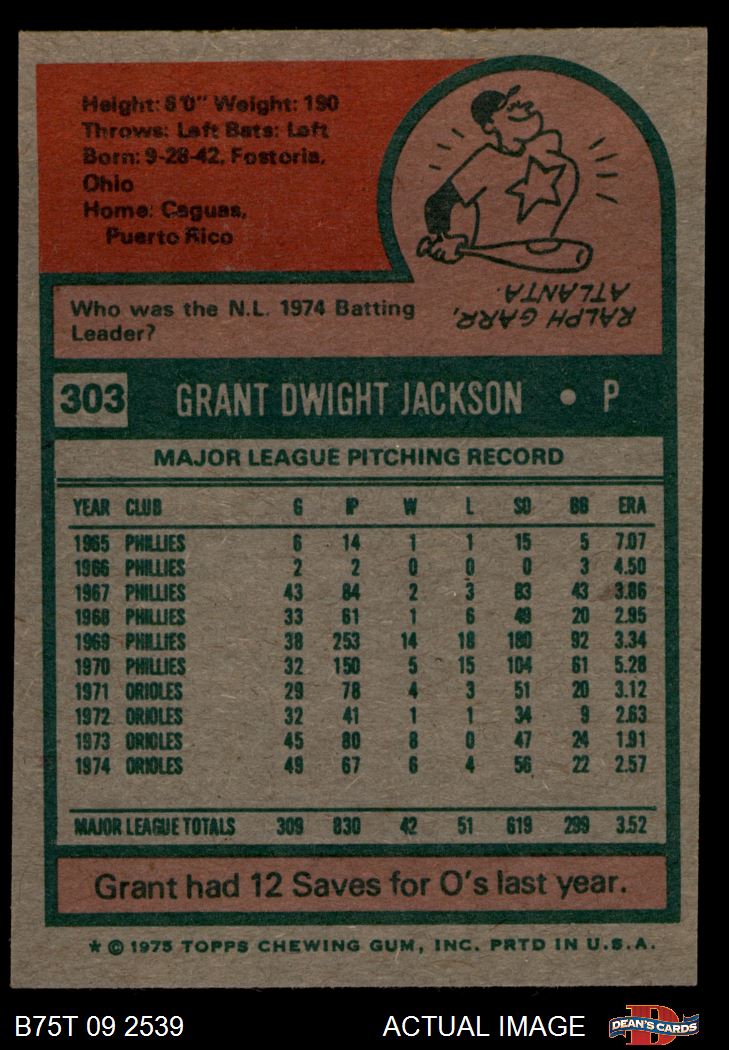 Height: 6'0" Weight: 190
Throws: Left Bats: Left
Born: 9-28-42, Fostoria,
Ohio
Home: Caguas,
Puerto Rico
Who was the N.L. 1974 Batting
Leader?
RALPH GARR,
ATLANTA.
303 GRANT DWIGHT JACKSON • P
MAJOR LEAGUE PITCHING RECORD
YEAR CLUB G IP W L SO BB ERA
1965 PHILLIES 6 14 1 1 15 5 7.07
1966 PHILLIES 2 2 0 0 0 3 4.50
1967 PHILLIES 43 84 2 3 83 43 3.86
1968 PHILLIES 33 61 1 6 49 20 2.95
1969 PHILLIES 38 253 14 18 180 92 3.34
1970 PHILLIES 32 150 5 15 104 61 5.28
1971 ORIOLES 29 78 4 3 51 20 3.12
1972 ORIOLES 32 41 1 1 34 9 2.63
1973 ORIOLES 45 80 8 0 47 24 1.91
1974 ORIOLES 49 67 6 4 56 22 2.57
MAJOR LEAGUE TOTALS 309 830 42 51 619 299 3.52
Grant had 12 Saves for O's last year.
* © 1975 TOPPS CHEWING GUM, INC. PRTD IN U.S.A.
B75T 09 2539 ACTUAL IMAGE DEAN'S CARDS